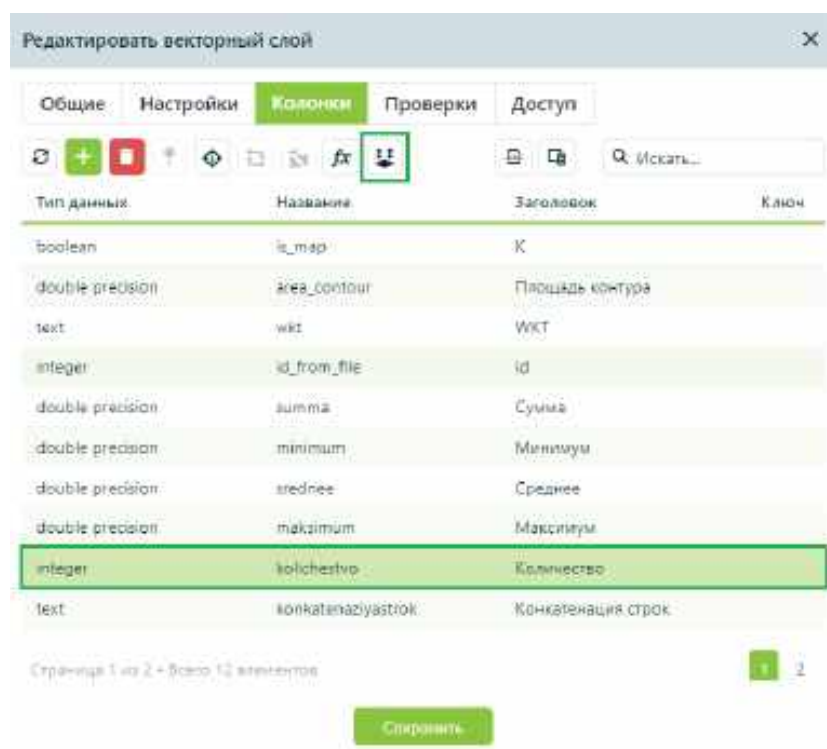 Редактировать векторный слой
Общие Настройки Колонки Проверки Доступ
fx Искать...
Тип данных Название Заголовок Ключ
boolean is_map К
double precision area_contour Площадь контура
text wkt WKT
integer id_from_file id
double precision summa Сумма
double precision minimum Минимум
double precision srednee Среднее
double precision maksimum Максимум
integer kolichestvo Количество
text konkatenaziyastrok Конкатенация строк
Страница 1 из 2 • Всего 12 элементов 1 2
Сохранить